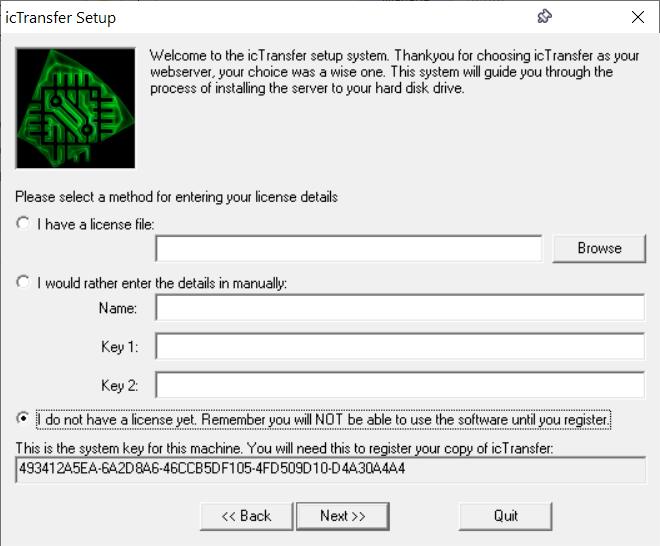 icTransfer Setup
Welcome to the icTransfer setup system. Thankyou for choosing icTransfer as your
webserver, your choice was a wise one. This system will guide you through the
process of installing the server to your hard disk drive.
Please select a method for entering your license details
I have a license file:
Browse
I would rather enter the details in manually:
Name:
Key 1:
Key 2:
I do not have a license yet. Remember you will NOT be able to use the software until you register.
This is the system key for this machine. You will need this to register your copy of icTransfer:
493412A5EA-6A2D8A6-46CCB5DF105-4FD509D10-D4A30A4A4
<< Back
Next >>
Quit